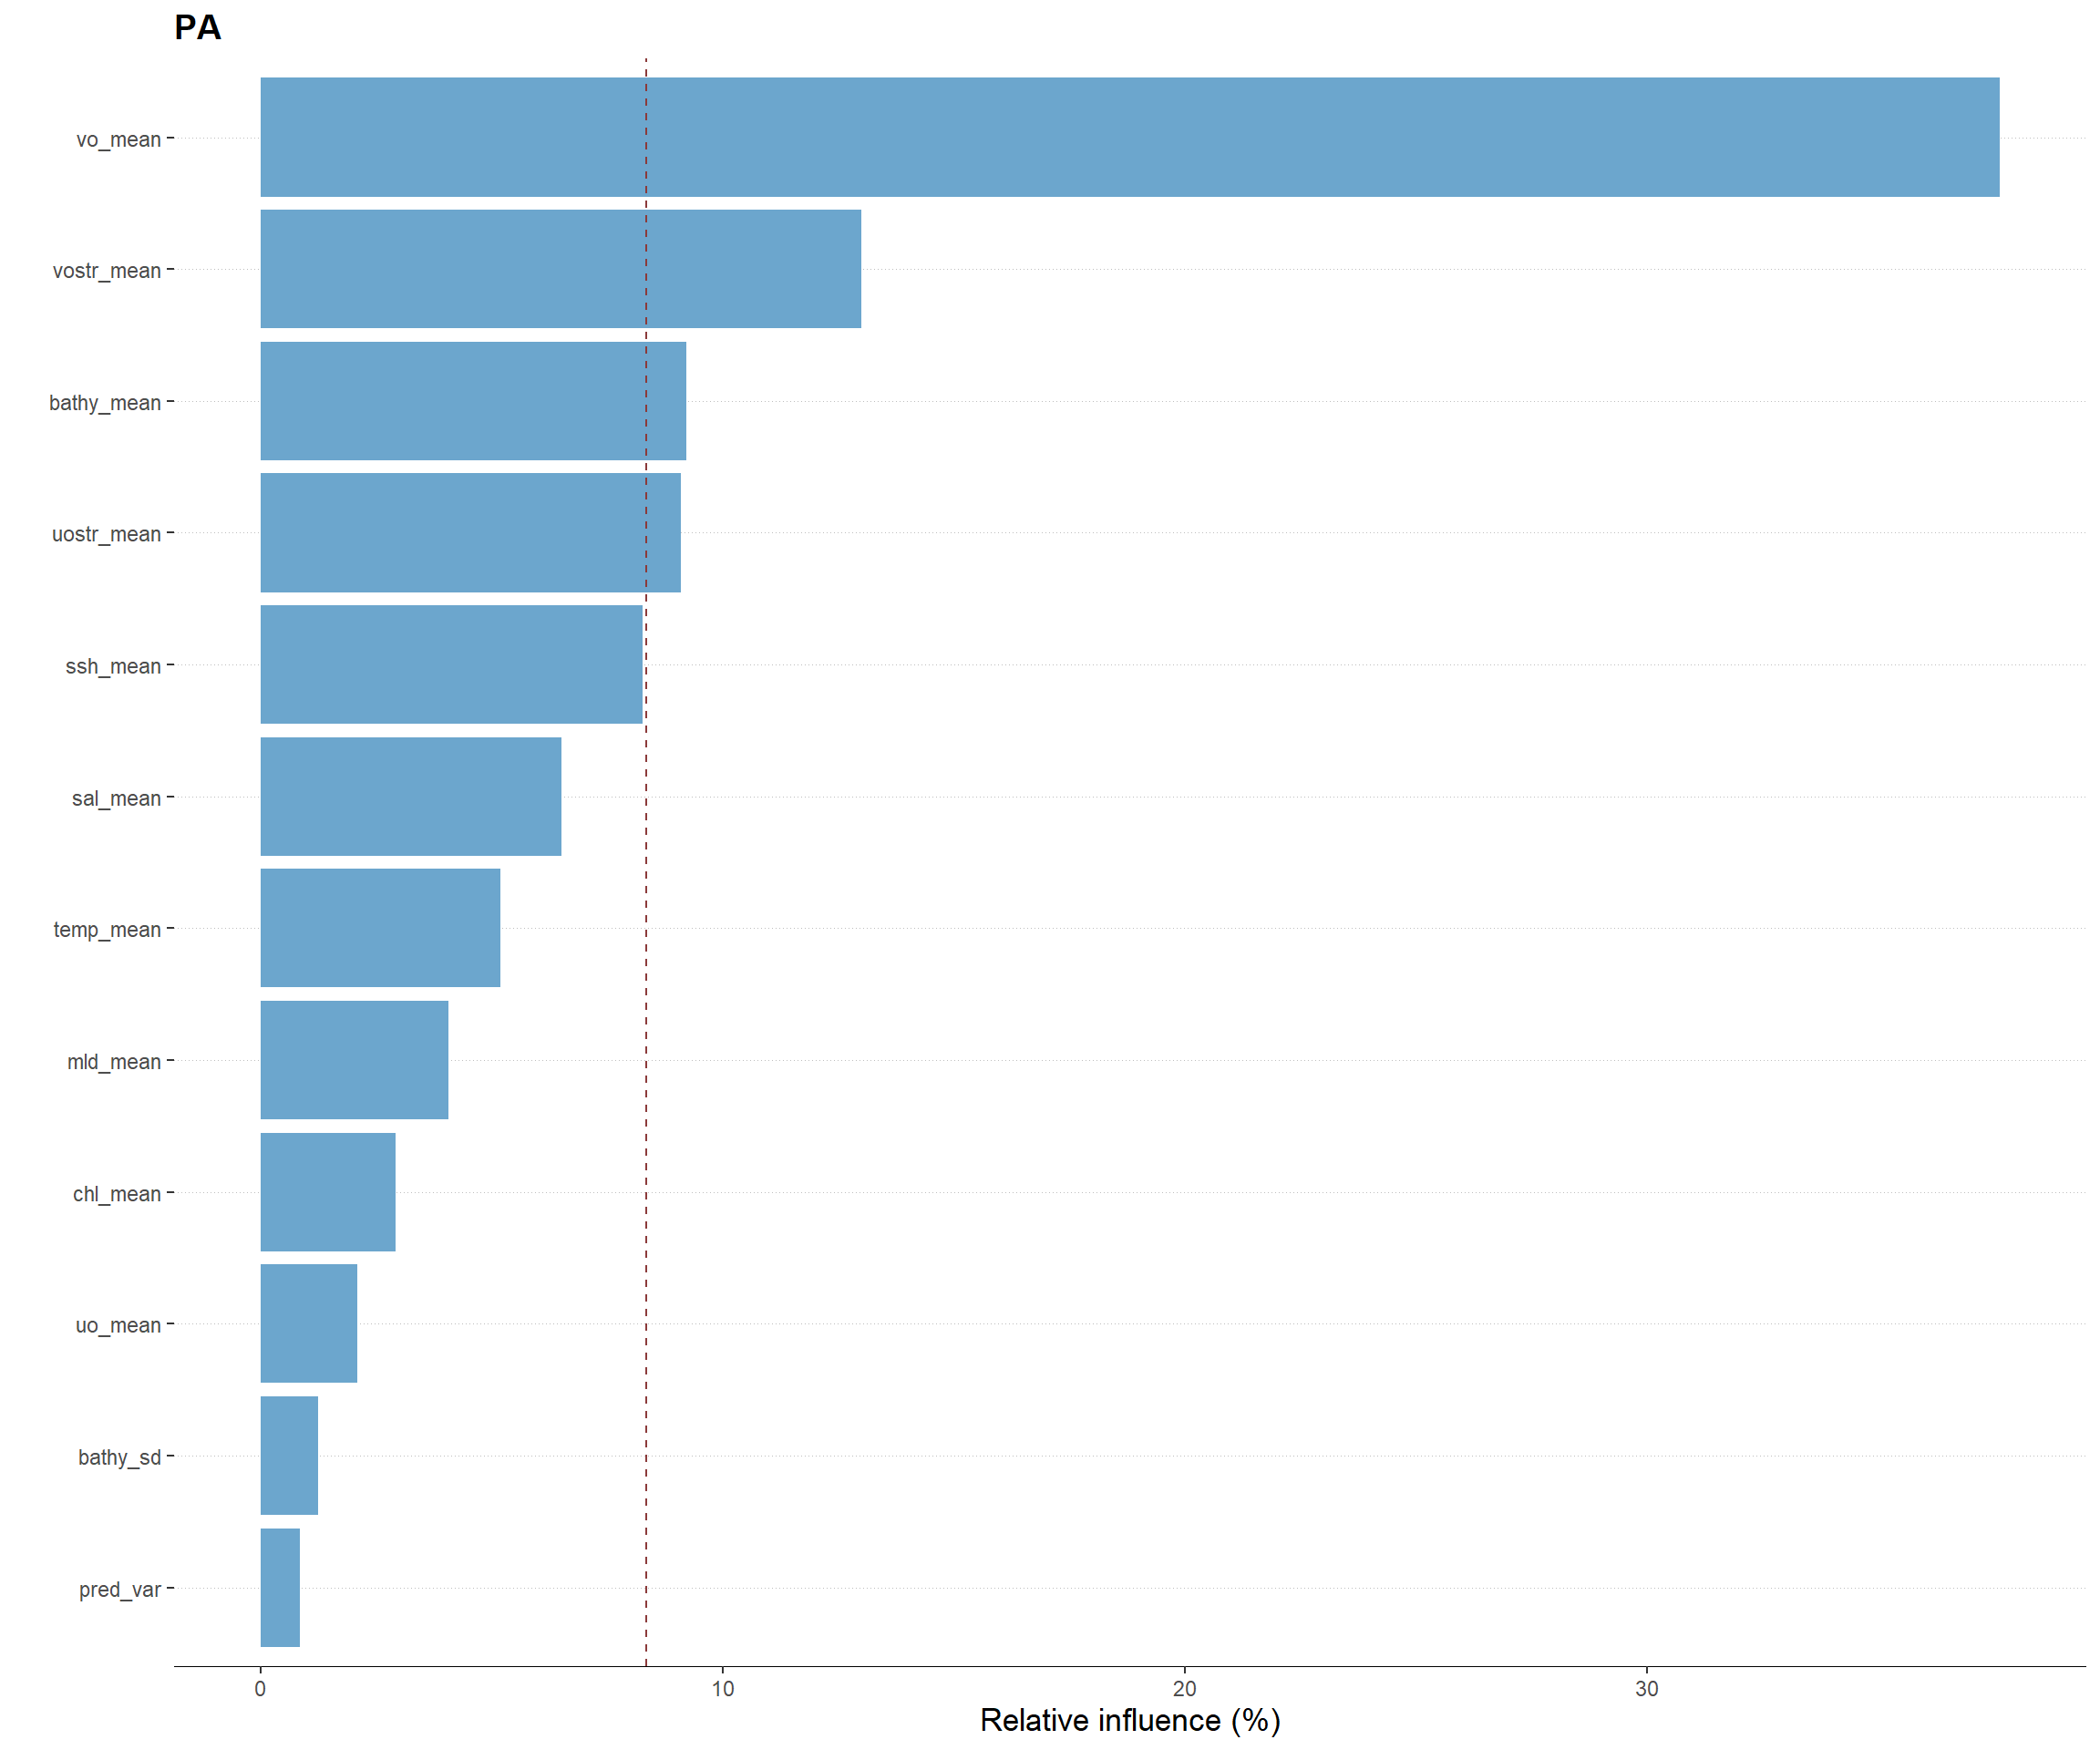 PA
vo_mean
vostr_mean
bathy_mean
uostr_mean
ssh_mean
sal_mean
temp_mean
mld_mean
chl_mean
uo_mean
bathy_sd
pred_var
0 10 20 30
Relative influence (%)